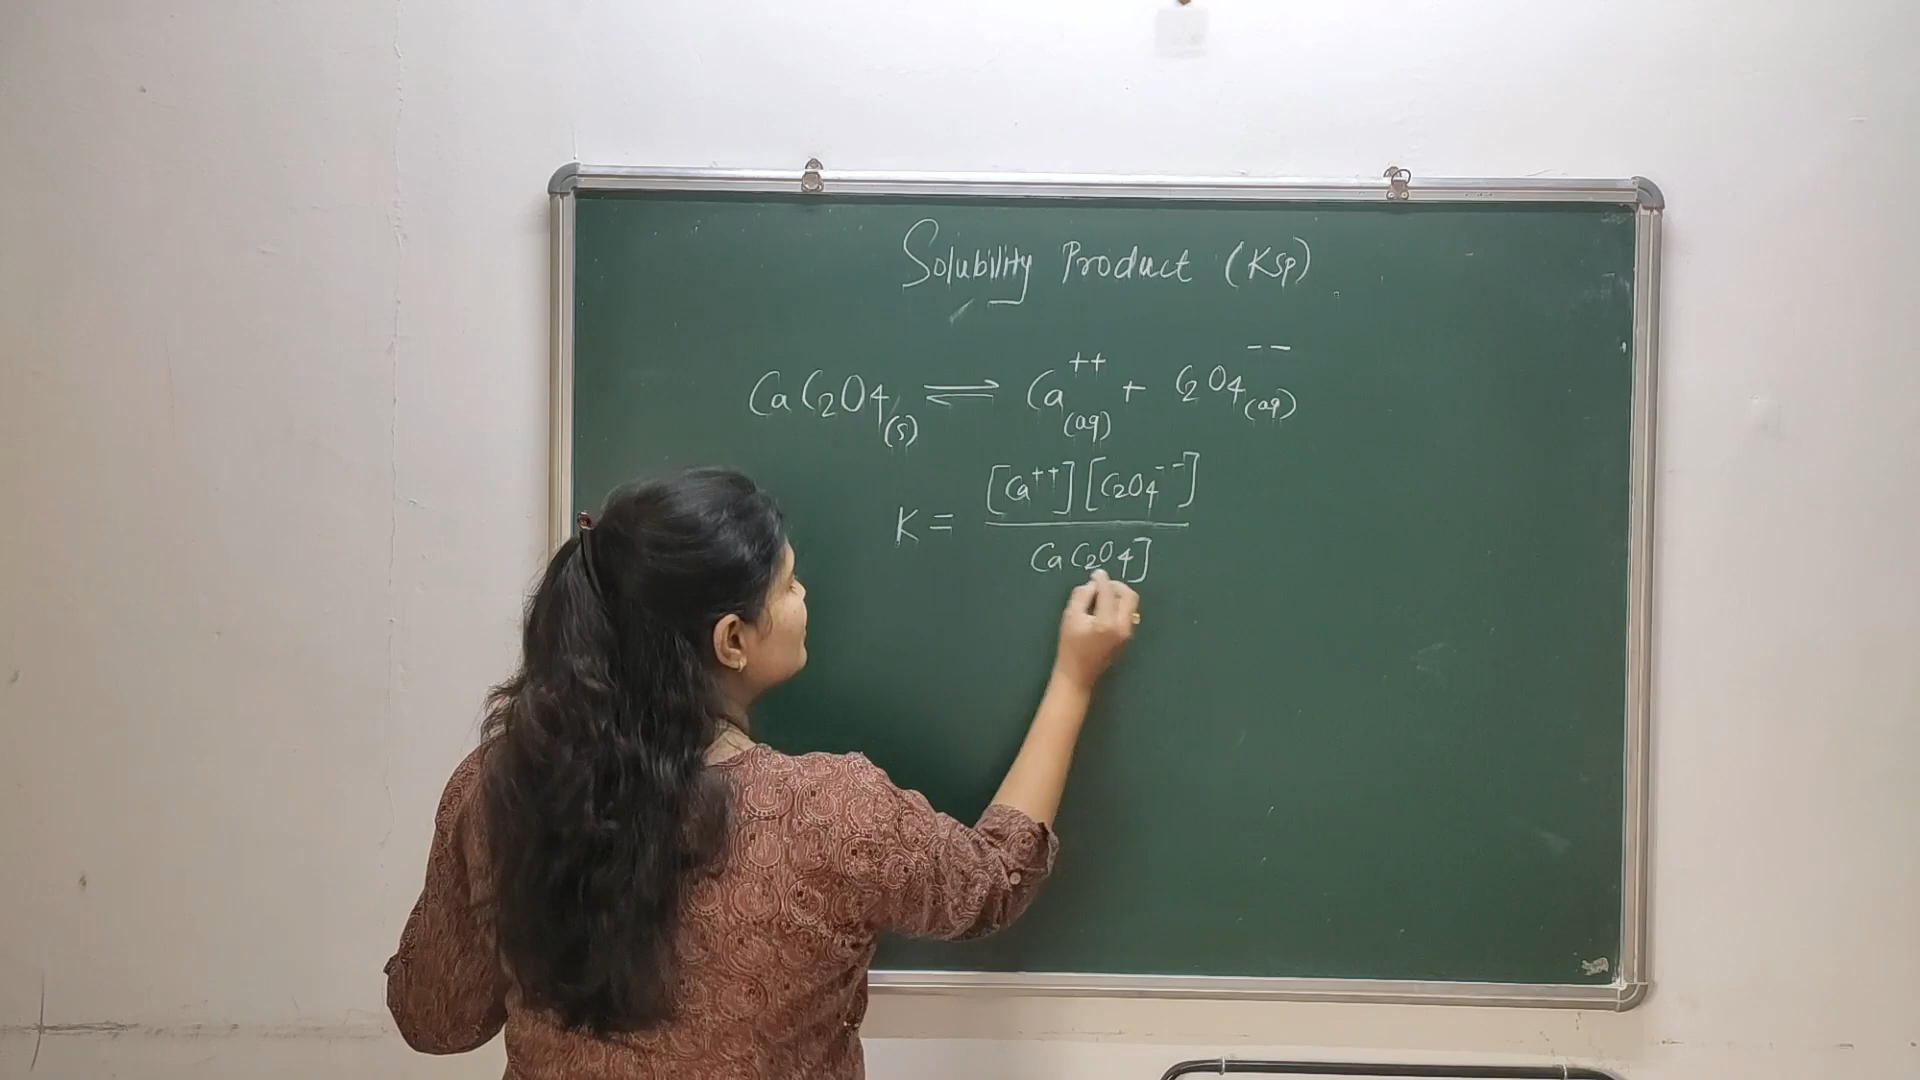 Solubility Product (Ksp)
CaC2O4(s) ⇌ Ca++(aq) + C2O4--(aq)
K = [Ca++][C2O4--]
CaC2O4]